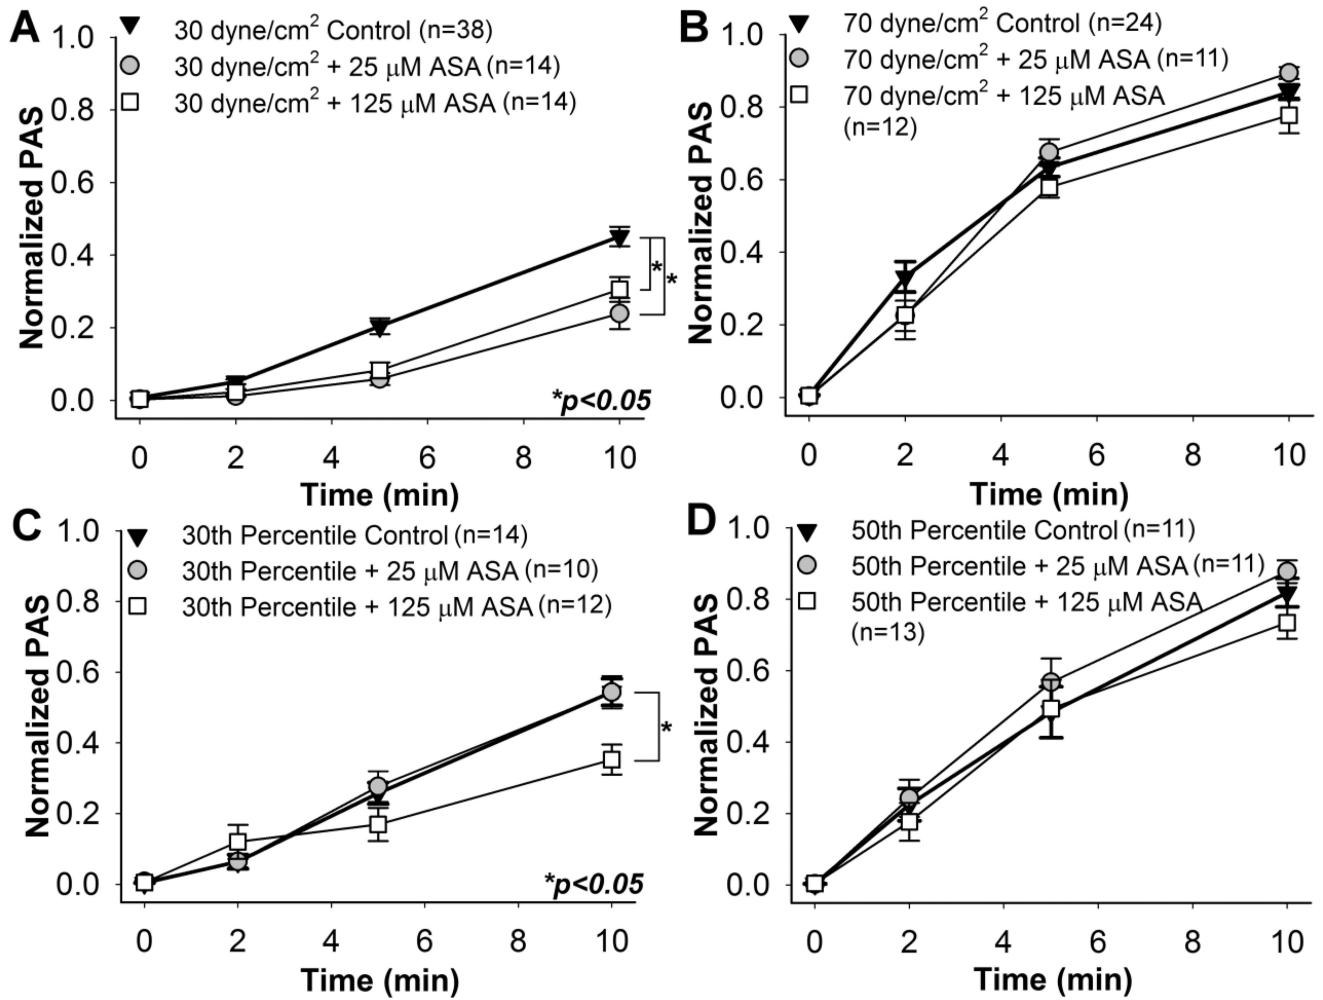 A
30 dyne/cm2 Control (n=38)
30 dyne/cm2 + 25 μM ASA (n=14)
30 dyne/cm2 + 125 μM ASA (n=14)
1.0
0.8
0.6
0.4
0.2
0.0
Normalized PAS
*
*
*p<0.05
0 2 4 6 8 10
Time (min)
B
70 dyne/cm2 Control (n=24)
70 dyne/cm2 + 25 μM ASA (n=11)
70 dyne/cm2 + 125 μM ASA
(n=12)
1.0
0.8
0.6
0.4
0.2
0.0
Normalized PAS
0 2 4 6 8 10
Time (min)
C
30th Percentile Control (n=14)
30th Percentile + 25 μM ASA (n=10)
30th Percentile + 125 μM ASA (n=12)
1.0
0.8
0.6
0.4
0.2
0.0
Normalized PAS
*
*p<0.05
0 2 4 6 8 10
Time (min)
D
50th Percentile Control (n=11)
50th Percentile + 25 μM ASA (n=11)
50th Percentile + 125 μM ASA
(n=13)
1.0
0.8
0.6
0.4
0.2
0.0
Normalized PAS
0 2 4 6 8 10
Time (min)